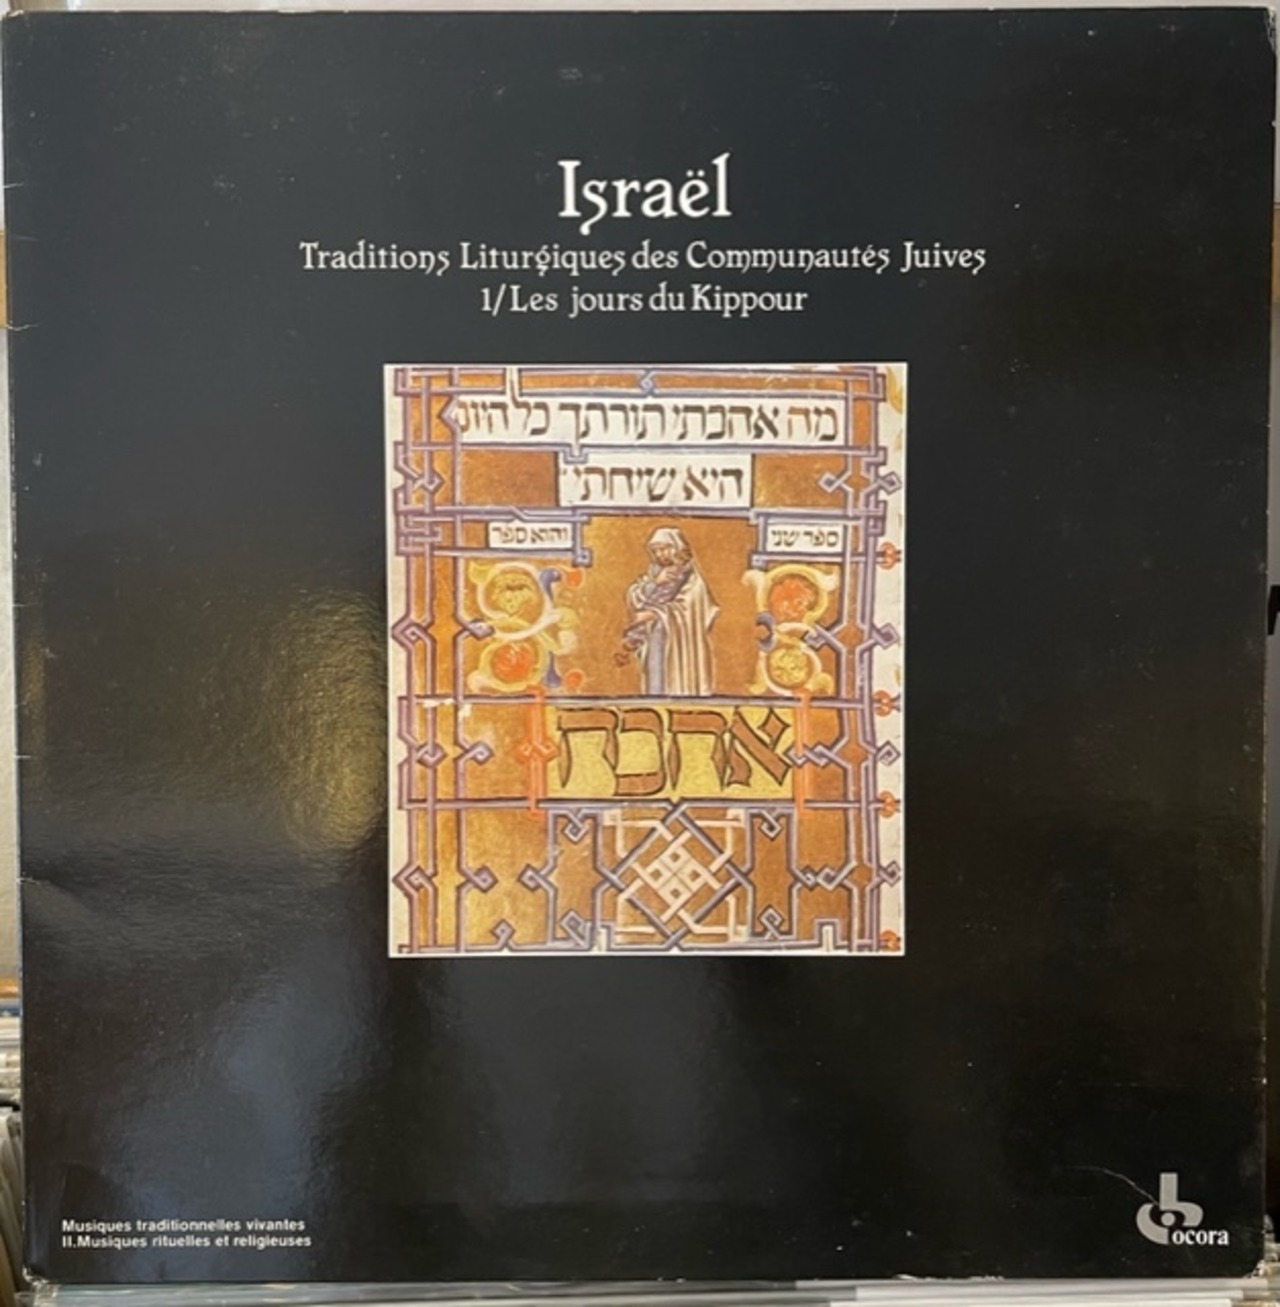 Israël
Traditions Liturgiques des Communautés Juives
1/Les jours du Kippour
מה אהבתי תורתך כל היום
היא שיחתי
והוא ספר
ספר שני
אהבה
Musiques traditionnelles vivantes
II.Musiques rituelles et religieuses
ocora